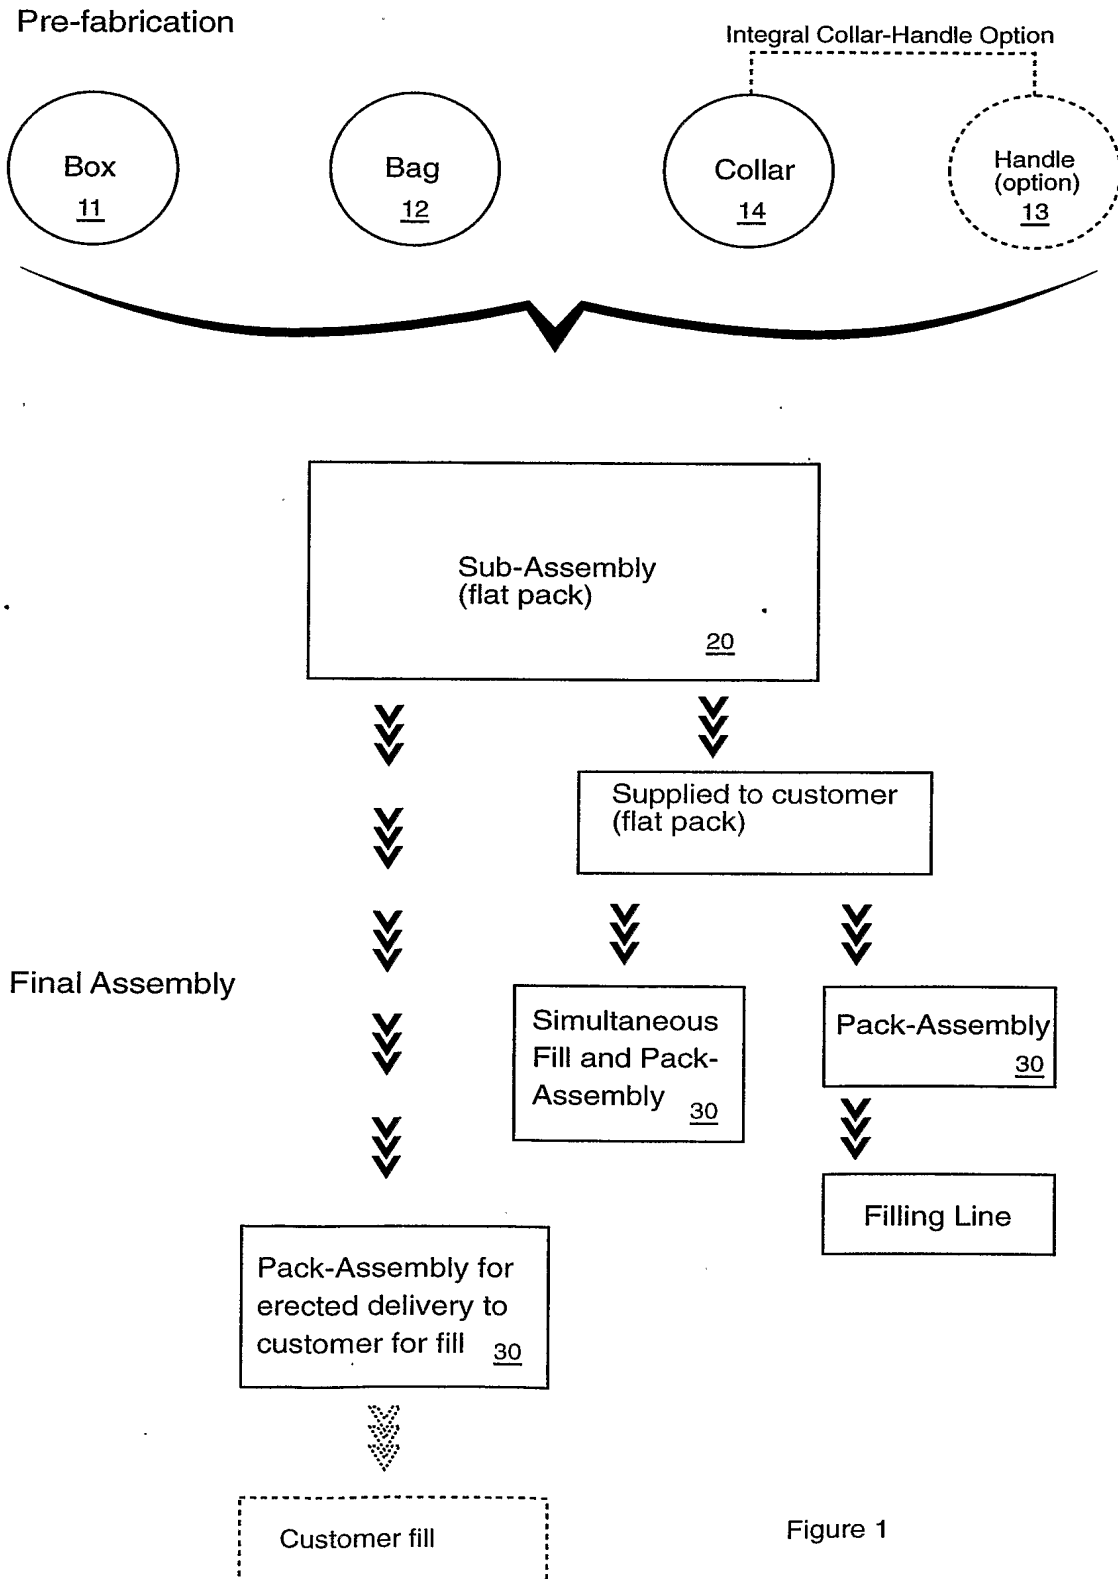 Pre-fabrication
Integral Collar-Handle Option
Box
11
Bag
12
Collar
14
Handle
(option)
13
Sub-Assembly
(flat pack)
20
Supplied to customer
(flat pack)
Final Assembly
Simultaneous
Fill and Pack-
Assembly
30
Pack-Assembly
30
Filling Line
Pack-Assembly for
erected delivery to
customer for fill
30
Customer fill
Figure 1